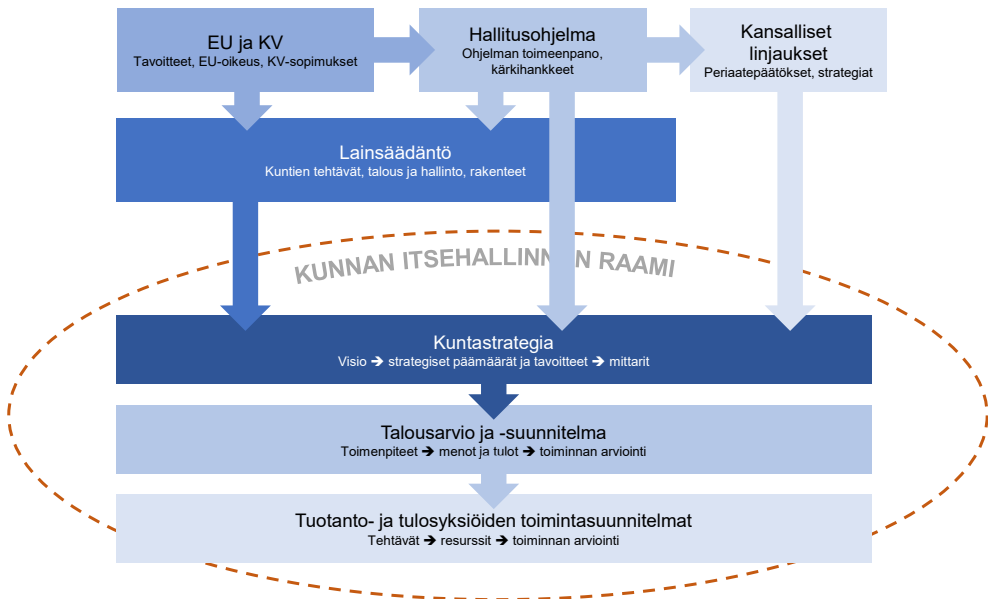 EU ja KV
Tavoitteet, EU-oikeus, KV-sopimukset
Hallitusohjelma
Ohjelman toimeenpano,
kärkihankkeet
Kansalliset
linjaukset
Periaatepäätökset, strategiat
Lainsäädäntö
Kuntien tehtävät, talous ja hallinto, rakenteet
KUNNAN ITSEHALLINNON RAAMI
Kuntastrategia
Visio ➔ strategiset päämäärät ja tavoitteet ➔ mittarit
Talousarvio ja -suunnitelma
Toimenpiteet ➔ menot ja tulot ➔ toiminnan arviointi
Tuotanto- ja tulosyksiöiden toimintasuunnitelmat
Tehtävät ➔ resurssit ➔ toiminnan arviointi